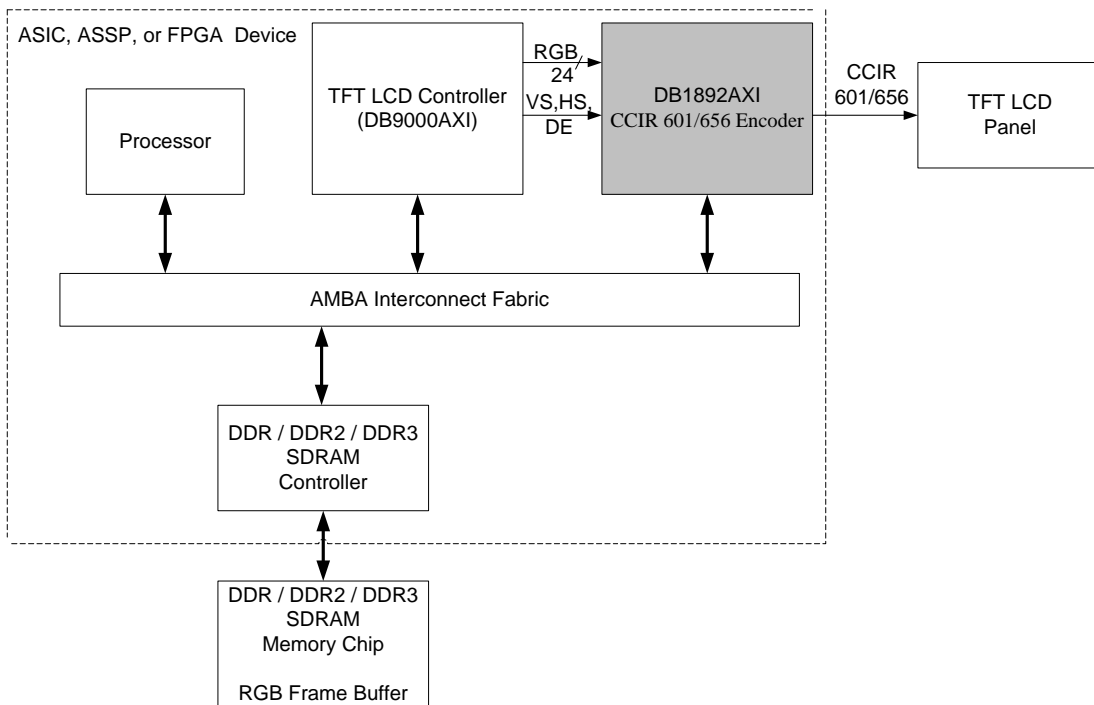 ASIC, ASSP, or FPGA Device
Processor
TFT LCD Controller
(DB9000AXI)
RGB
24
VS,HS,
DE
DB1892AXI
CCIR 601/656 Encoder
CCIR
601/656
TFT LCD
Panel
AMBA Interconnect Fabric
DDR / DDR2 / DDR3
SDRAM
Controller
DDR / DDR2 / DDR3
SDRAM
Memory Chip
RGB Frame Buffer